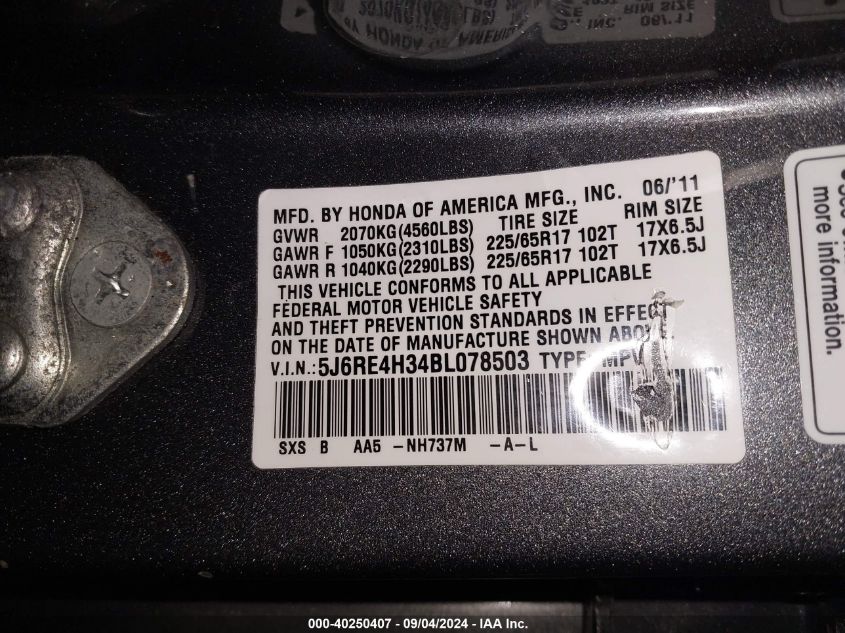 MFD. BY HONDA OF AMERICA MFG., INC. 06/'11
GVWR 2070KG(4560LBS) TIRE SIZE RIM SIZE
GAWR F 1050KG(2310LBS) 225/65R17 102T 17X6.5J
GAWR R 1040KG(2290LBS) 225/65R17 102T 17X6.5J
THIS VEHICLE CONFORMS TO ALL APPLICABLE
FEDERAL MOTOR VEHICLE SAFETY
AND THEFT PREVENTION STANDARDS IN EFFECT
ON THE DATE OF MANUFACTURE SHOWN ABOVE.
V.I.N.: 5J6RE4H34BL078503 TYPE: MPV
SXS B AA5 -NH737M -A-L
more information.
000-40250407 - 09/04/2024 - IAA Inc.